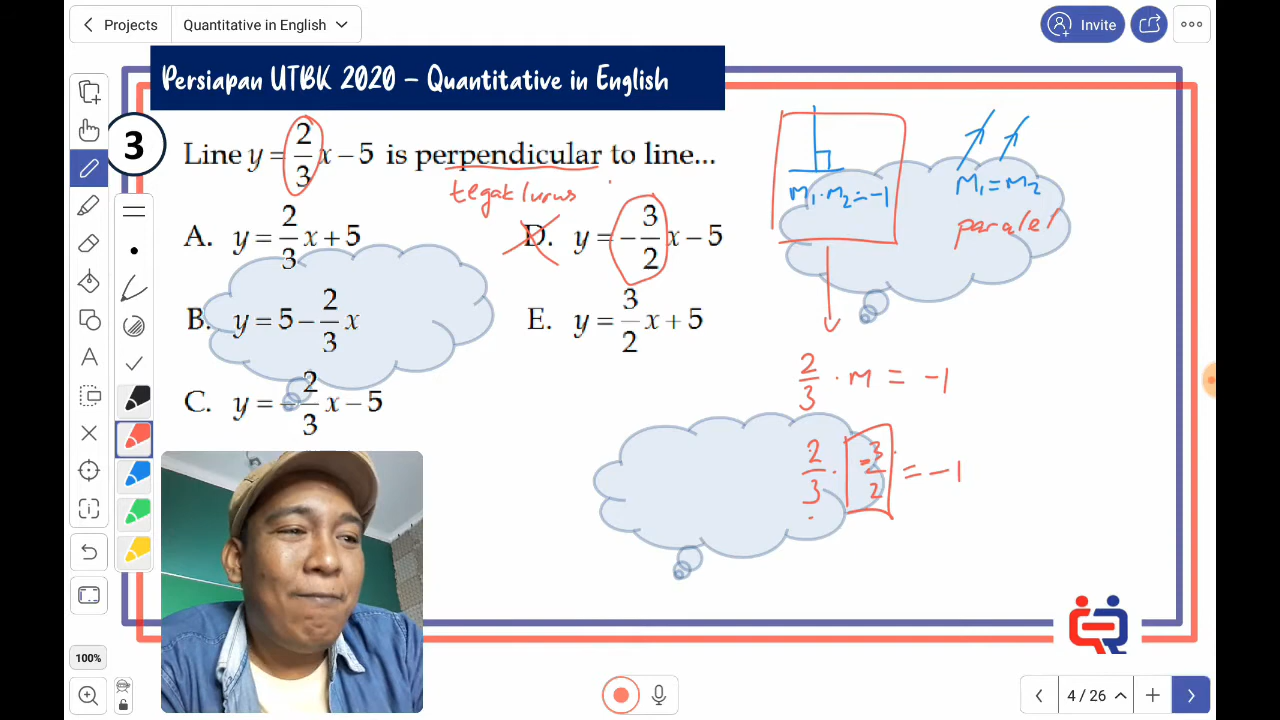 Projects
Quantitative in English
Invite
Persiapan UTBK 2020 – Quantitative in English
3
Line y = 2/3 x − 5 is perpendicular to line...
tegak lurus
A. y = 2/3 x + 5
B. y = 5 − 2/3 x
C. y = − 2/3 x − 5
D. y = − 3/2 x − 5
E. y = 3/2 x + 5
M₁ · M₂ = −1
M₁ = M₂
paralel
2/3 · M = −1
2/3 · −3/2 = −1
A
100%
4 / 26